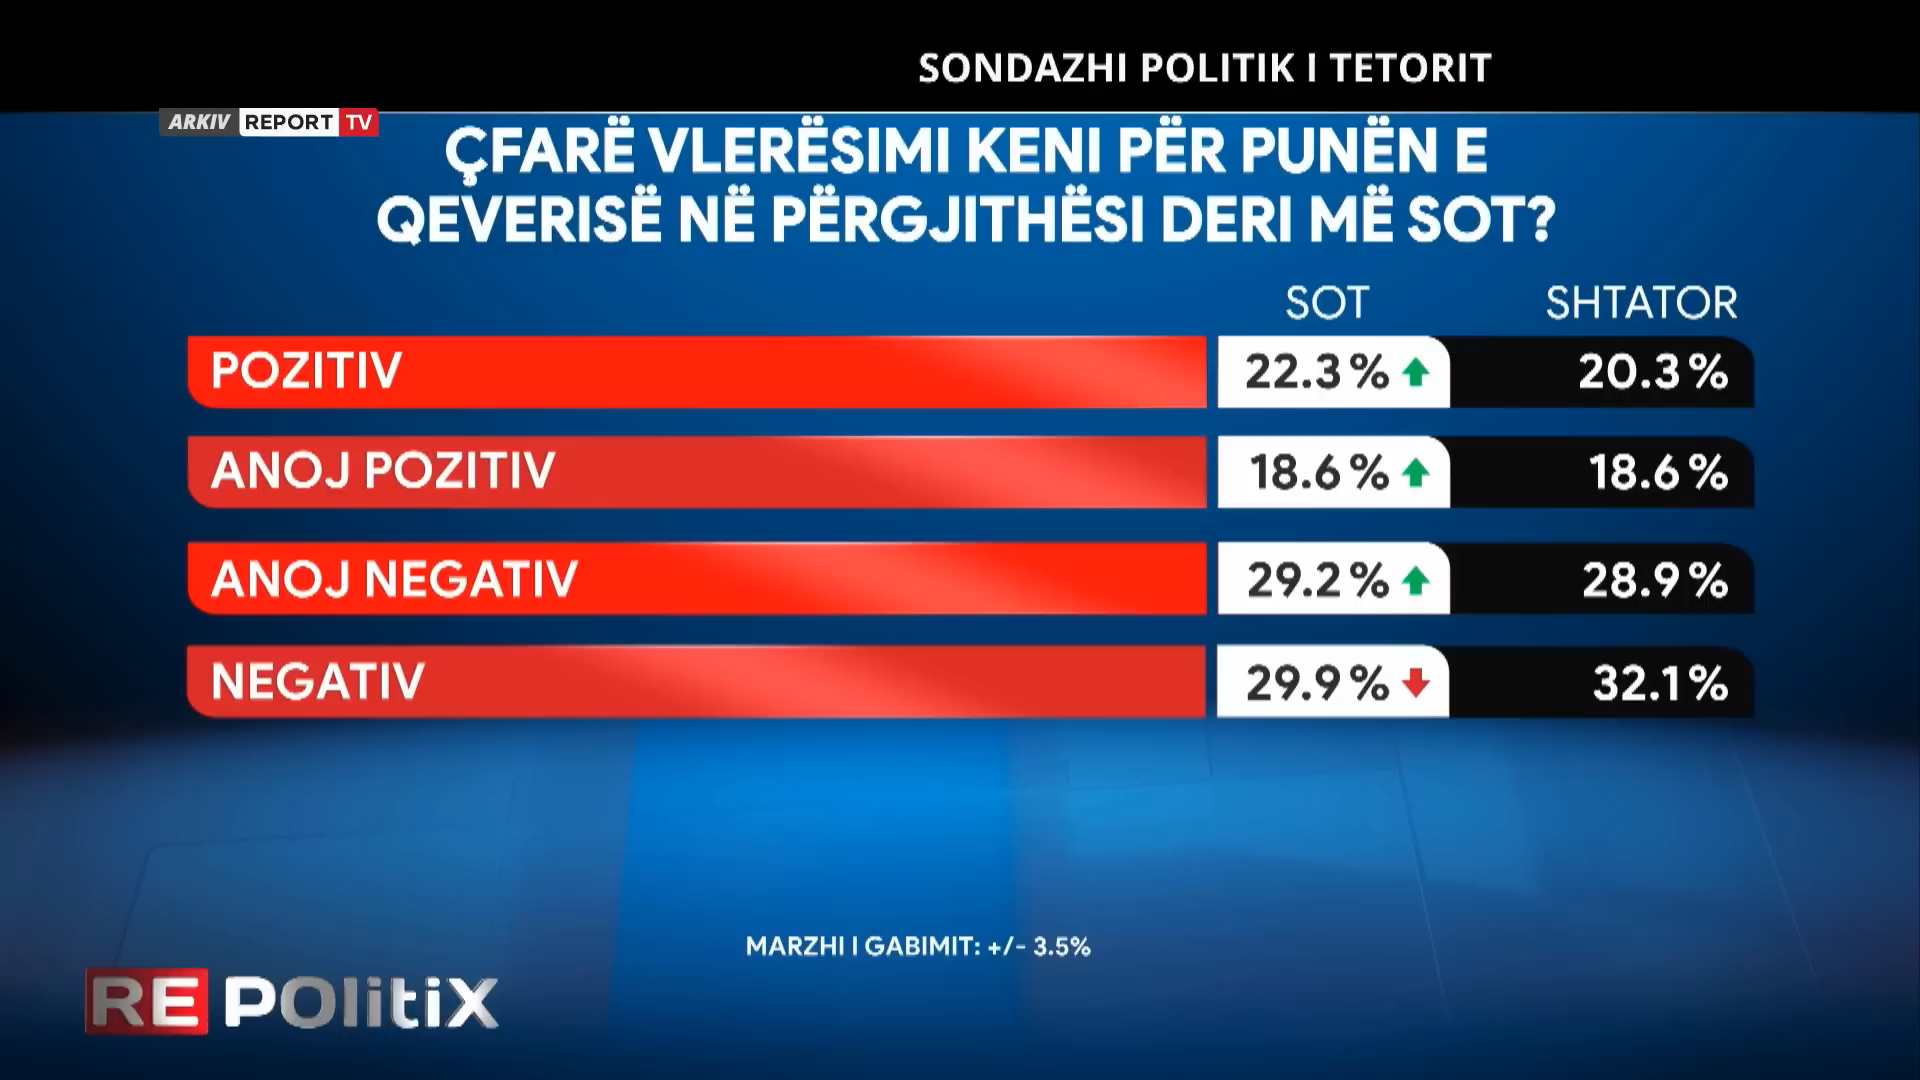 SONDAZHI POLITIK I TETORIT
ARKIV REPORT TV
ÇFARË VLERËSIMI KENI PËR PUNËN E
QEVERISË NË PËRGJITHËSI DERI MË SOT?
SOT SHTATOR
POZITIV 22.3% 20.3%
ANOJ POZITIV 18.6% 18.6%
ANOJ NEGATIV 29.2% 28.9%
NEGATIV 29.9% 32.1%
MARZHI I GABIMIT: +/- 3.5%
RE POlitiX